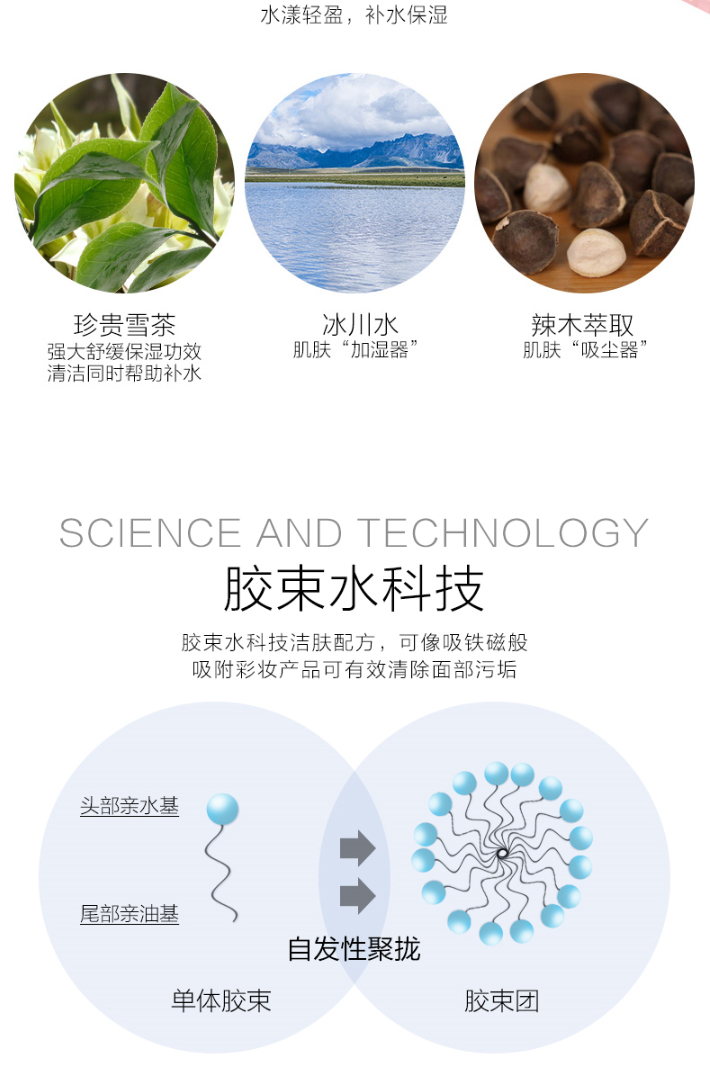 水漾轻盈，补水保湿
珍贵雪茶
强大舒缓保湿功效
清洁同时帮助补水
冰川水
肌肤“加湿器”
辣木萃取
肌肤“吸尘器”
SCIENCE AND TECHNOLOGY
胶束水科技
胶束水科技洁肤配方，可像吸铁磁般
吸附彩妆产品可有效清除面部污垢
头部亲水基
尾部亲油基
自发性聚拢
单体胶束
胶束团